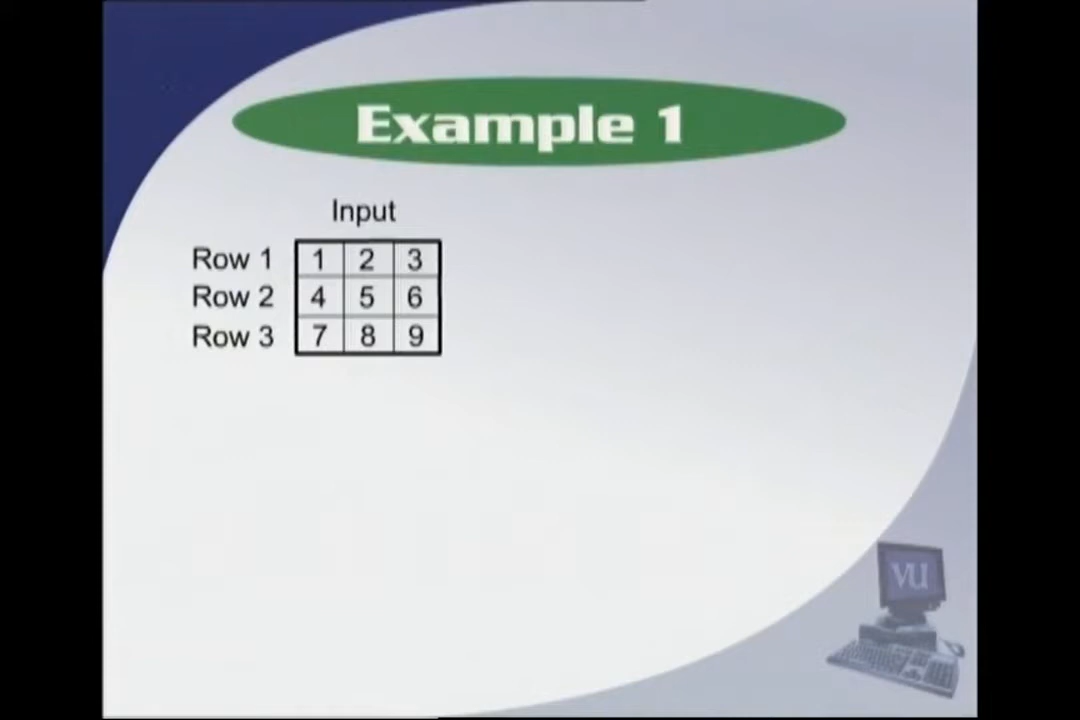 Example 1
Input
Row 1 1 2 3
Row 2 4 5 6
Row 3 7 8 9
VU